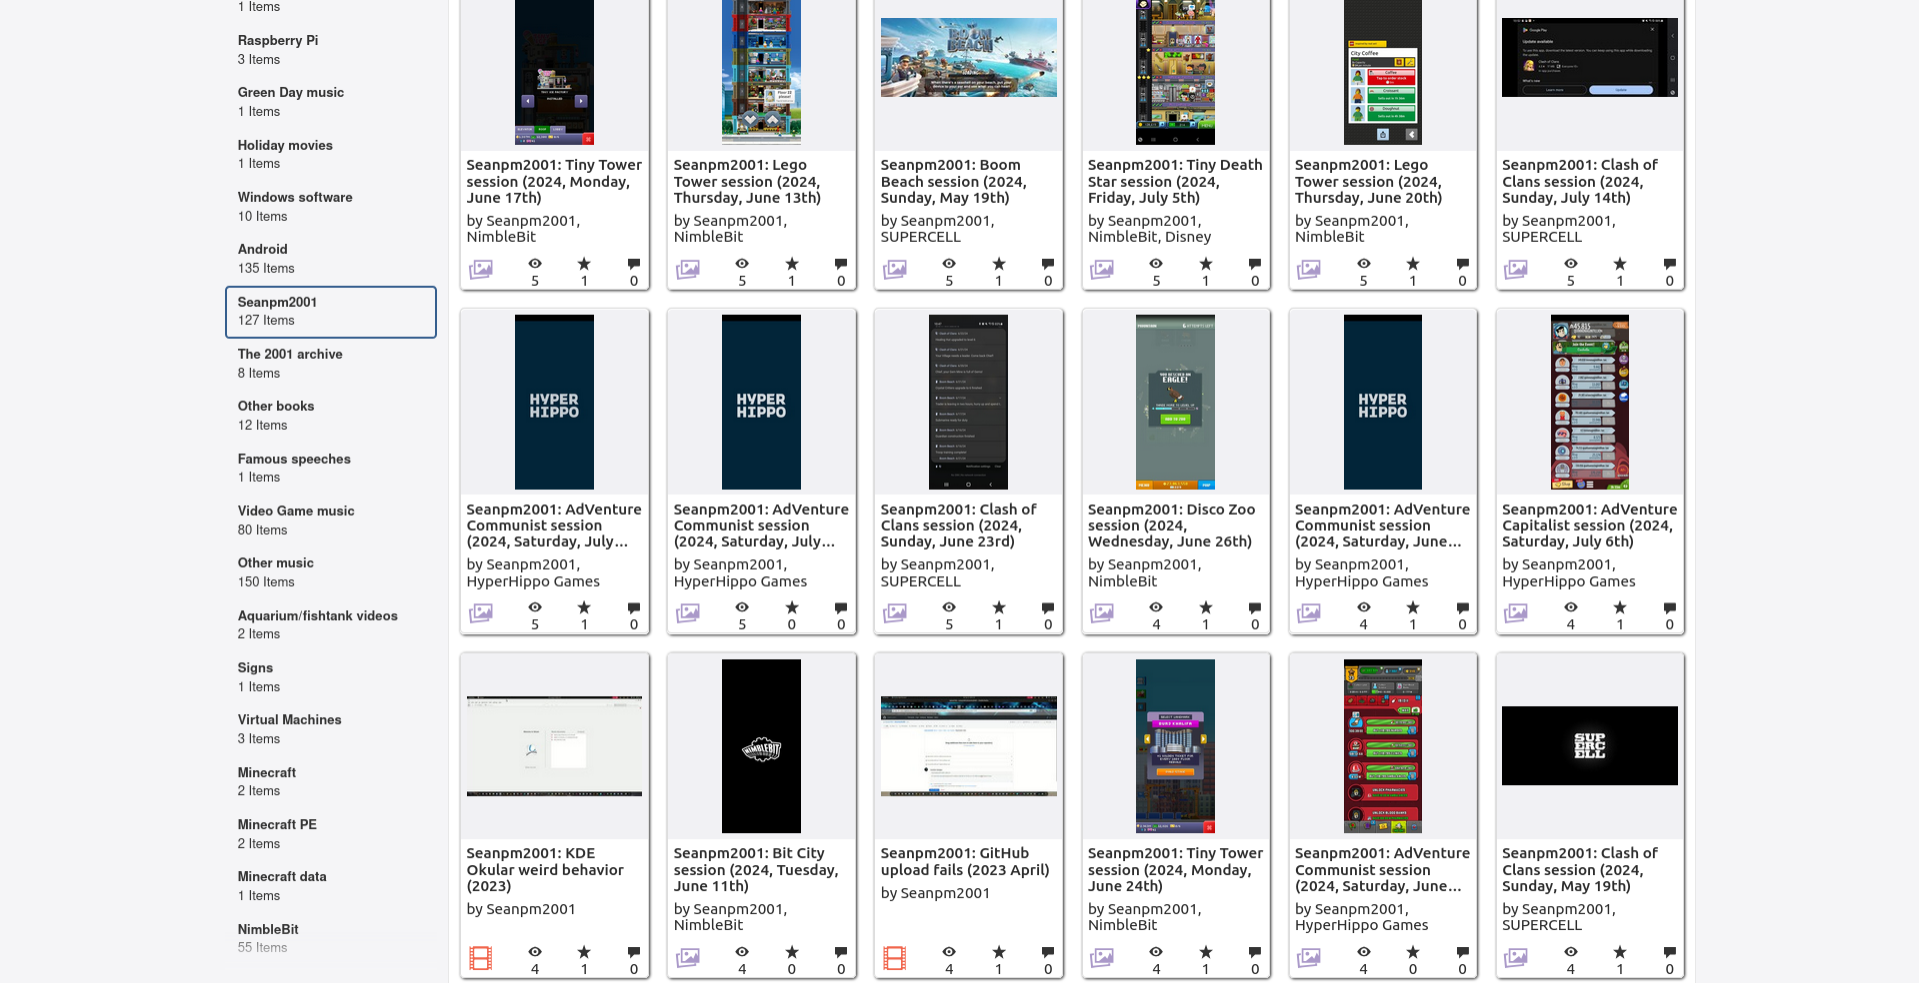 1 Items
Raspberry Pi
3 Items
Green Day music
1 Items
Holiday movies
1 Items
Windows software
10 Items
Android
135 Items
Seanpm2001
127 Items
The 2001 archive
8 Items
Other books
12 Items
Famous speeches
1 Items
Video Game music
80 Items
Other music
150 Items
Aquarium/fishtank videos
2 Items
Signs
1 Items
Virtual Machines
3 Items
Minecraft
2 Items
Minecraft PE
2 Items
Minecraft data
1 Items
NimbleBit
55 Items
Seanpm2001: Tiny Tower
session (2024, Monday,
June 17th)
by Seanpm2001,
NimbleBit
5 1 0
Seanpm2001: Lego
Tower session (2024,
Thursday, June 13th)
by Seanpm2001,
NimbleBit
5 1 0
BOOM
BEACH
Seanpm2001: Boom
Beach session (2024,
Sunday, May 19th)
by Seanpm2001,
SUPERCELL
5 1 0
Seanpm2001: Tiny Death
Star session (2024,
Friday, July 5th)
by Seanpm2001,
NimbleBit, Disney
5 1 0
City Coffee
Coffee
Seanpm2001: Lego
Tower session (2024,
Thursday, June 20th)
by Seanpm2001,
NimbleBit
5 1 0
Google Play
Update available
Clash of Clans
Learn more
Update
Seanpm2001: Clash of
Clans session (2024,
Sunday, July 14th)
by Seanpm2001,
SUPERCELL
5 1 0
HYPER
HIPPO
Seanpm2001: AdVenture
Communist session
(2024, Saturday, July...
by Seanpm2001,
HyperHippo Games
5 1 0
HYPER
HIPPO
Seanpm2001: AdVenture
Communist session
(2024, Saturday, July...
by Seanpm2001,
HyperHippo Games
5 0 0
Seanpm2001: Clash of
Clans session (2024,
Sunday, June 23rd)
by Seanpm2001,
SUPERCELL
5 1 0
EAGLE!
Seanpm2001: Disco Zoo
session (2024,
Wednesday, June 26th)
by Seanpm2001,
NimbleBit
4 1 0
HYPER
HIPPO
Seanpm2001: AdVenture
Communist session
(2024, Saturday, June...
by Seanpm2001,
HyperHippo Games
4 1 0
Seanpm2001: AdVenture
Capitalist session (2024,
Saturday, July 6th)
by Seanpm2001,
HyperHippo Games
4 1 0
Seanpm2001: KDE
Okular weird behavior
(2023)
by Seanpm2001
4 1 0
NIMBLEBIT
Seanpm2001: Bit City
session (2024, Tuesday,
June 11th)
by Seanpm2001,
NimbleBit
4 0 0
Seanpm2001: GitHub
upload fails (2023 April)
by Seanpm2001
4 1 0
Seanpm2001: Tiny Tower
session (2024, Monday,
June 24th)
by Seanpm2001,
NimbleBit
4 1 0
Seanpm2001: AdVenture
Communist session
(2024, Saturday, June...
by Seanpm2001,
HyperHippo Games
4 0 0
SUP
ERC
ELL
Seanpm2001: Clash of
Clans session (2024,
Sunday, May 19th)
by Seanpm2001,
SUPERCELL
4 1 0